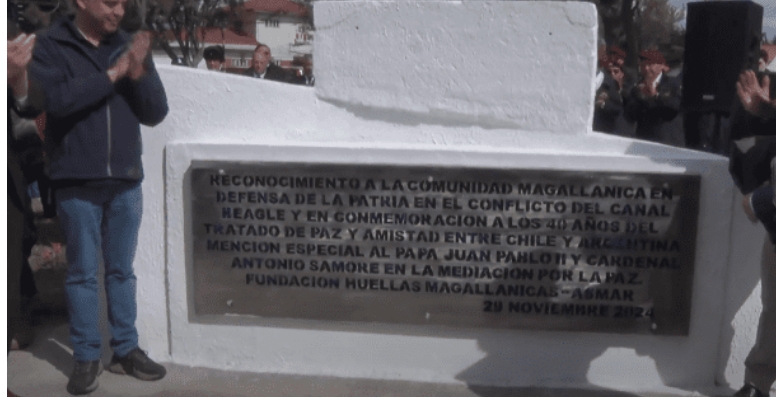 RECONOCIMIENTO A LA COMUNIDAD MAGALLANICA EN
DEFENSA DE LA PATRIA EN EL CONFLICTO DEL CANAL
BEAGLE Y EN CONMEMORACION A LOS 40 AÑOS DEL
TRATADO DE PAZ Y AMISTAD ENTRE CHILE Y ARGENTINA
MENCION ESPECIAL AL PAPA JUAN PABLO II Y CARDENAL
ANTONIO SAMORE EN LA MEDIACION POR LA PAZ.
FUNDACION HUELLAS MAGALLANICAS-ASMAR
29 NOVIEMBRE 2024